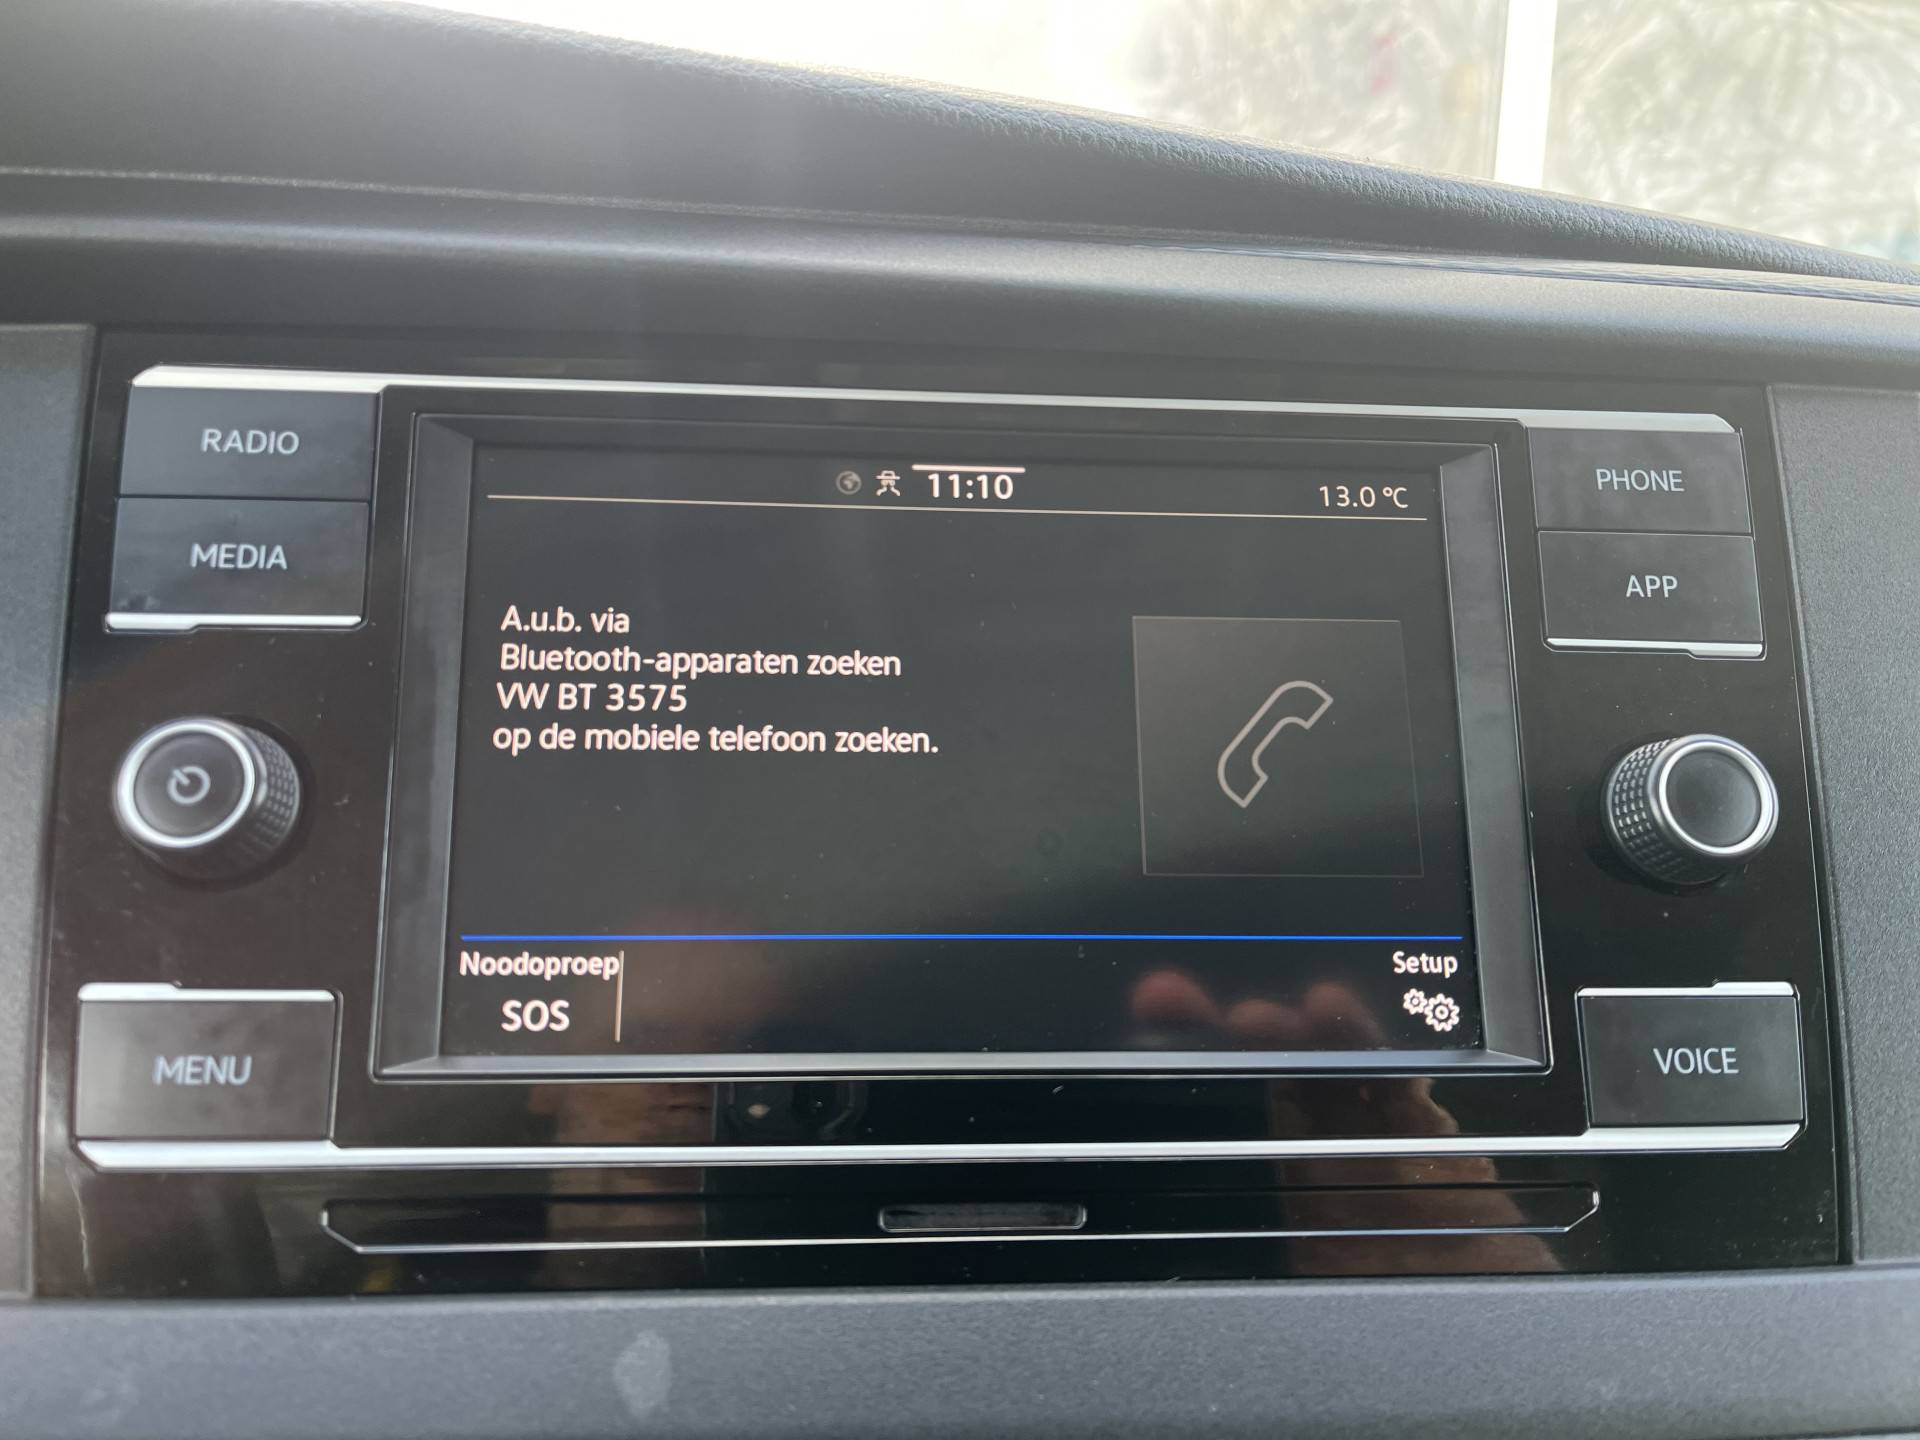 RADIO
MEDIA
MENU
11:10
13.0 °C
A.u.b. via
Bluetooth-apparaten zoeken
VW BT 3575
op de mobiele telefoon zoeken.
Noodoproep
SOS
Setup
PHONE
APP
VOICE